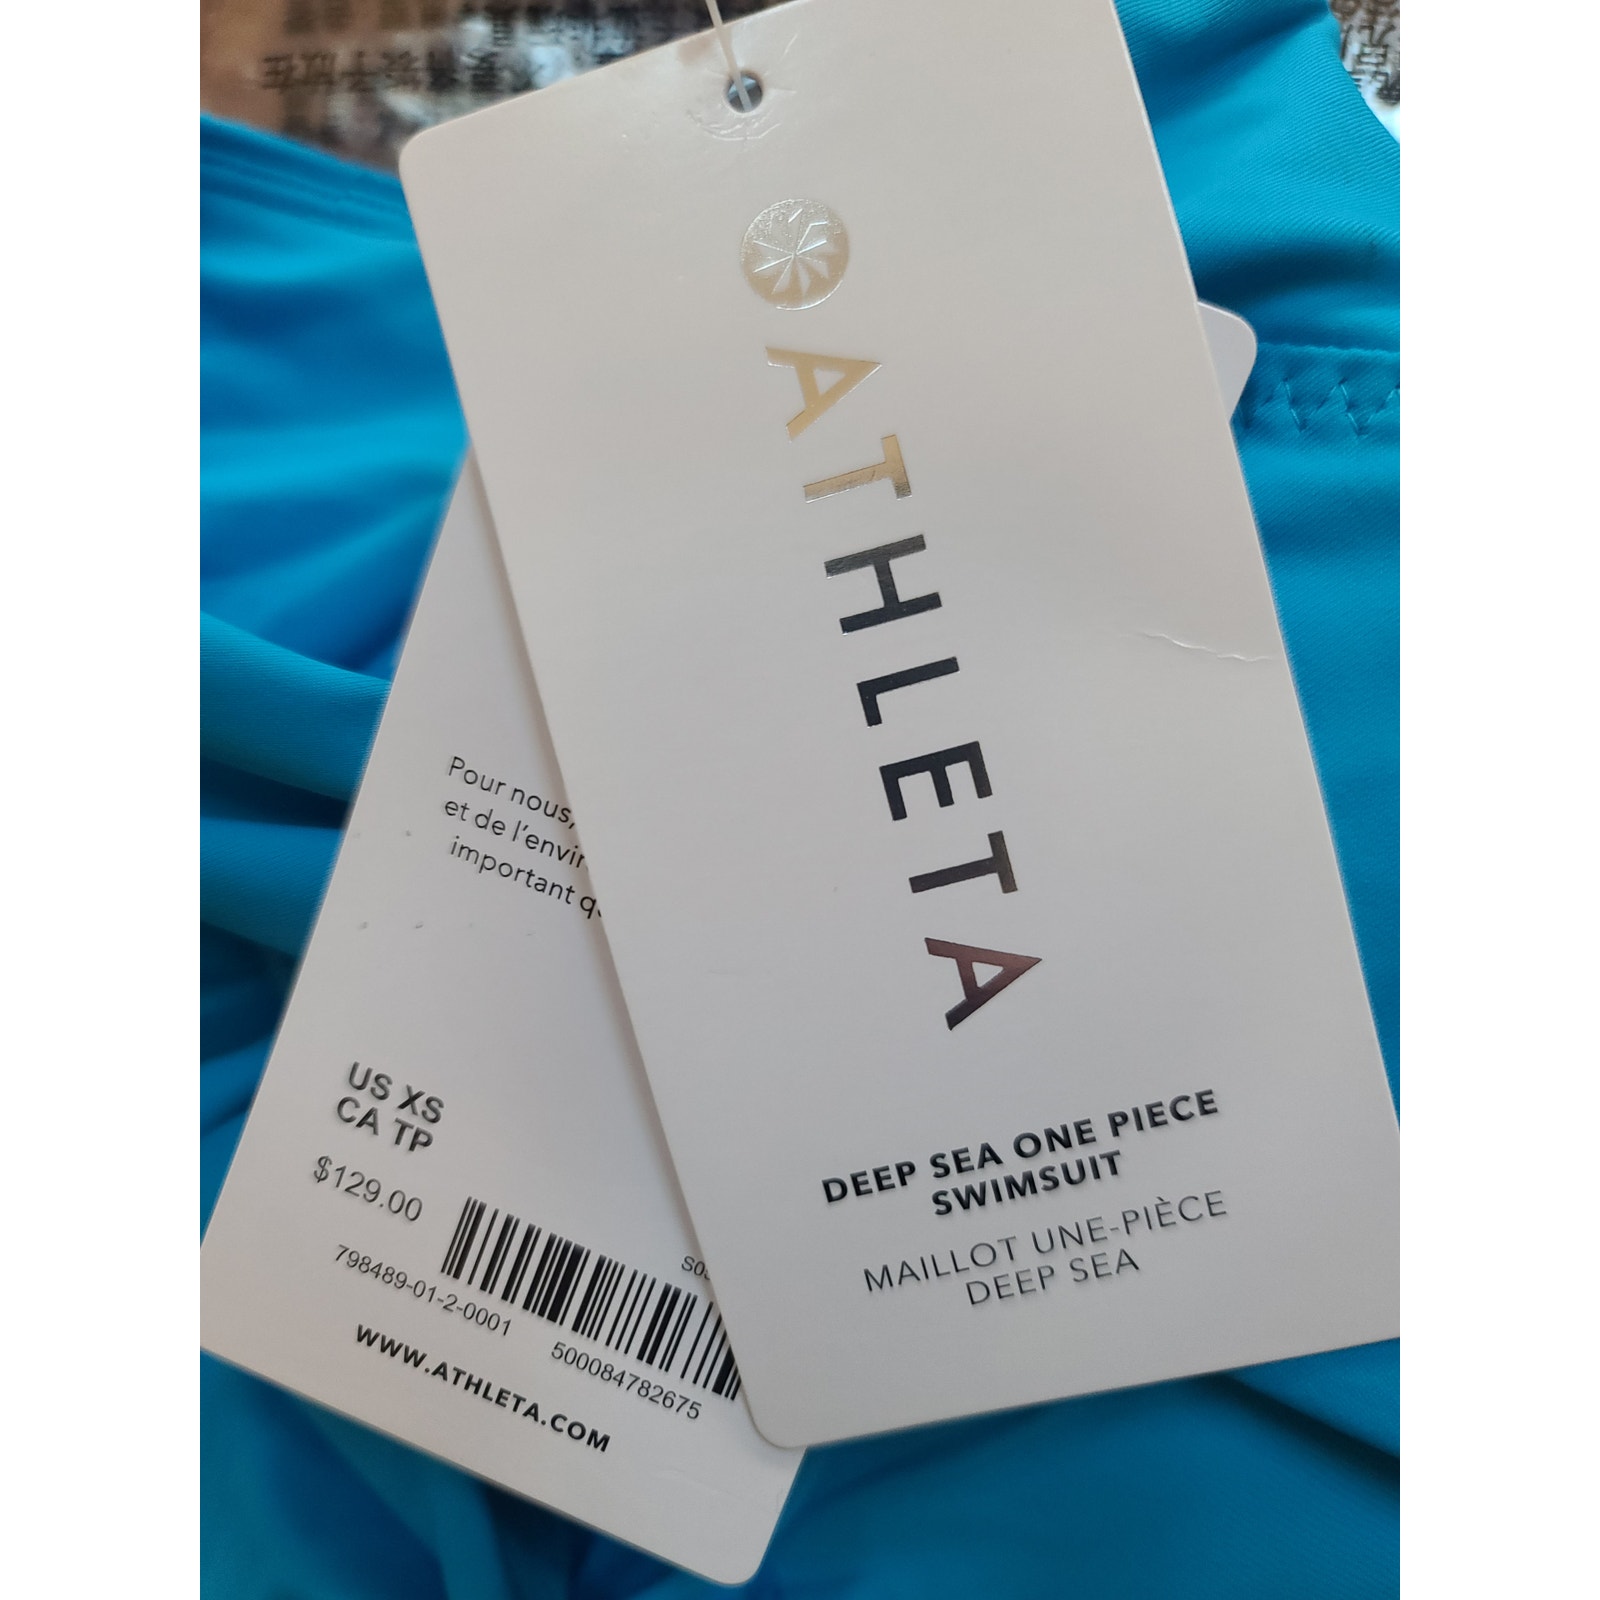 ATHLETA
DEEP SEA ONE PIECE
SWIMSUIT
MAILLOT UNE-PIÈCE
DEEP SEA
Pour nous,
et de l'envir
important q
US XS
CA TP
$129.00
798489-01-2-0001
500084782675
WWW.ATHLETA.COM